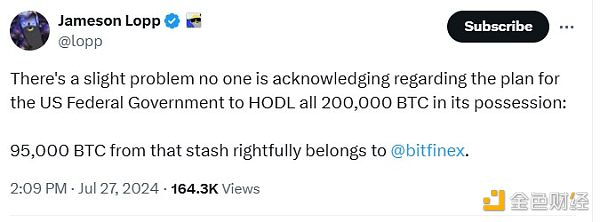 Jameson Lopp
@lopp
Subscribe
There's a slight problem no one is acknowledging regarding the plan for
the US Federal Government to HODL all 200,000 BTC in its possession:
95,000 BTC from that stash rightfully belongs to @bitfinex.
2:09 PM · Jul 27, 2024 · 164.3K Views
金色财经